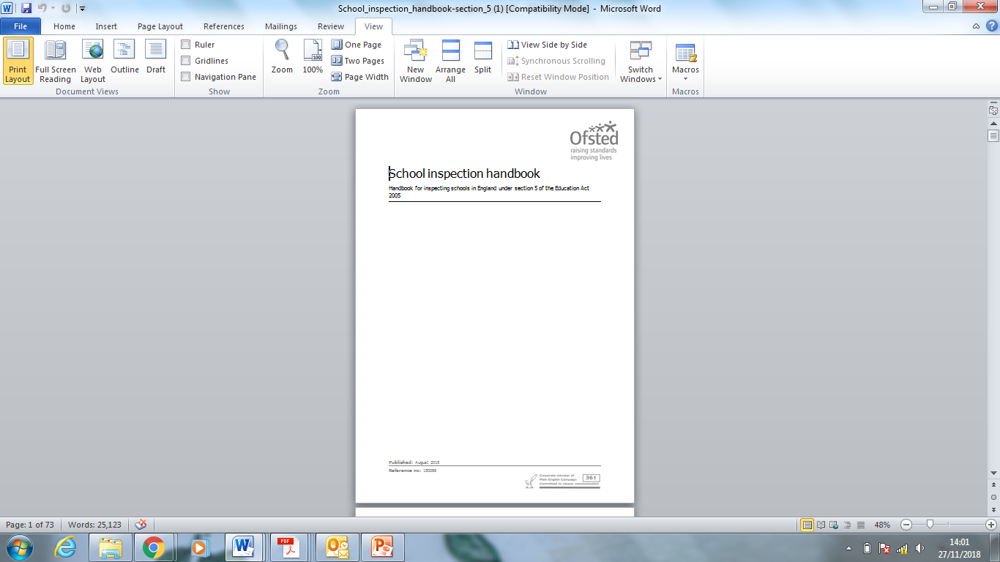 School_inspection_handbook-section_5 (1) [Compatibility Mode] - Microsoft Word
File Home Insert Page Layout References Mailings Review View
Print Layout
Full Screen Reading
Web Layout
Outline
Draft
Document Views
Ruler
Gridlines
Navigation Pane
Show
Zoom
100%
One Page
Two Pages
Page Width
Zoom
New Window
Arrange All
Split
View Side by Side
Synchronous Scrolling
Reset Window Position
Window
Switch Windows
Macros
Macros
Ofsted
raising standards
improving lives
School inspection handbook
Handbook for inspecting schools in England under section 5 of the Education Act
2005
Published: August
Reference no:
Corporate member of
Plain English Campaign
Committed to clearer communication
361
Page: 1 of 73 Words: 25,123 48%
PDF
14:01
27/11/2018